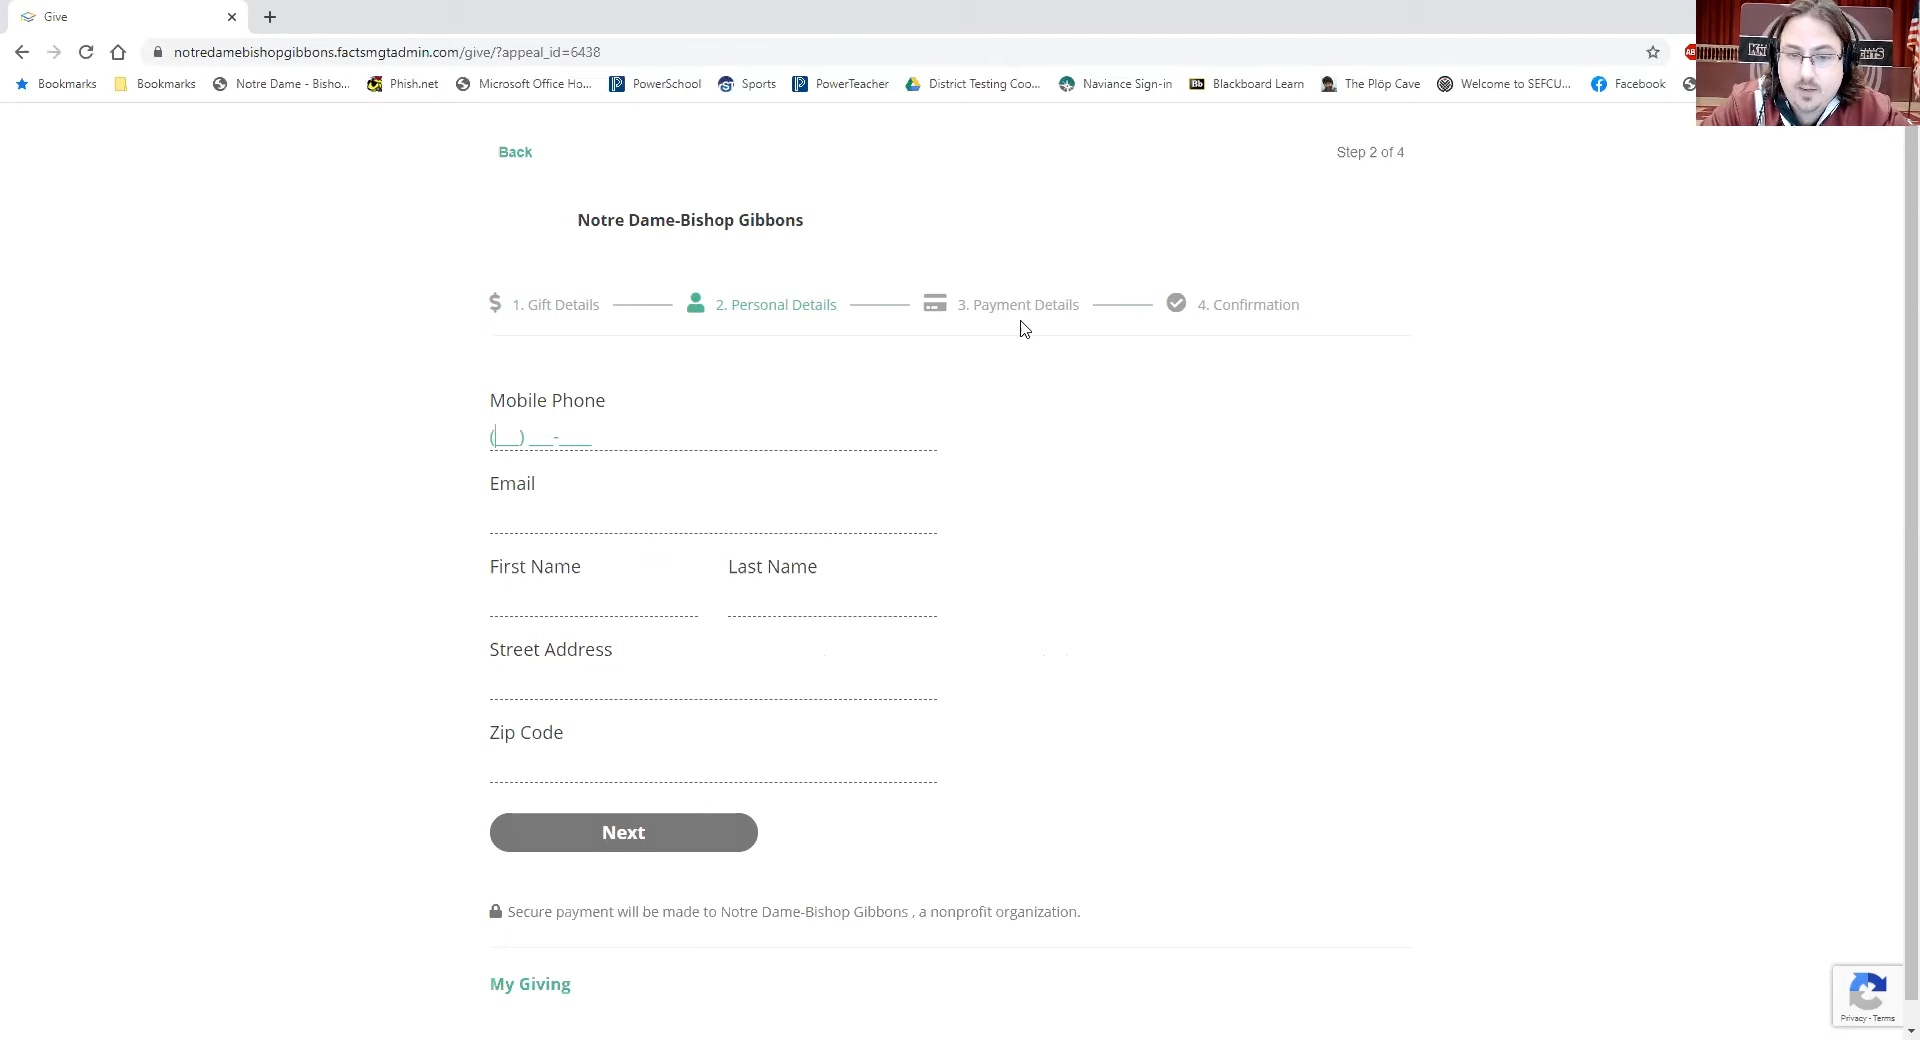 Give
notredamebishopgibbons.factsmgtadmin.com/give/?appeal_id=6438
Bookmarks Bookmarks Notre Dame - Bisho... Phish.net Microsoft Office Ho... PowerSchool Sports PowerTeacher District Testing Coo... Naviance Sign-in Blackboard Learn The Plöp Cave Welcome to SEFCU... Facebook
Back
Step 2 of 4
Notre Dame-Bishop Gibbons
1. Gift Details 2. Personal Details 3. Payment Details 4. Confirmation
Mobile Phone
(___) ___-____
Email
First Name Last Name
Street Address
Zip Code
Next
Secure payment will be made to Notre Dame-Bishop Gibbons , a nonprofit organization.
My Giving
Privacy - Terms